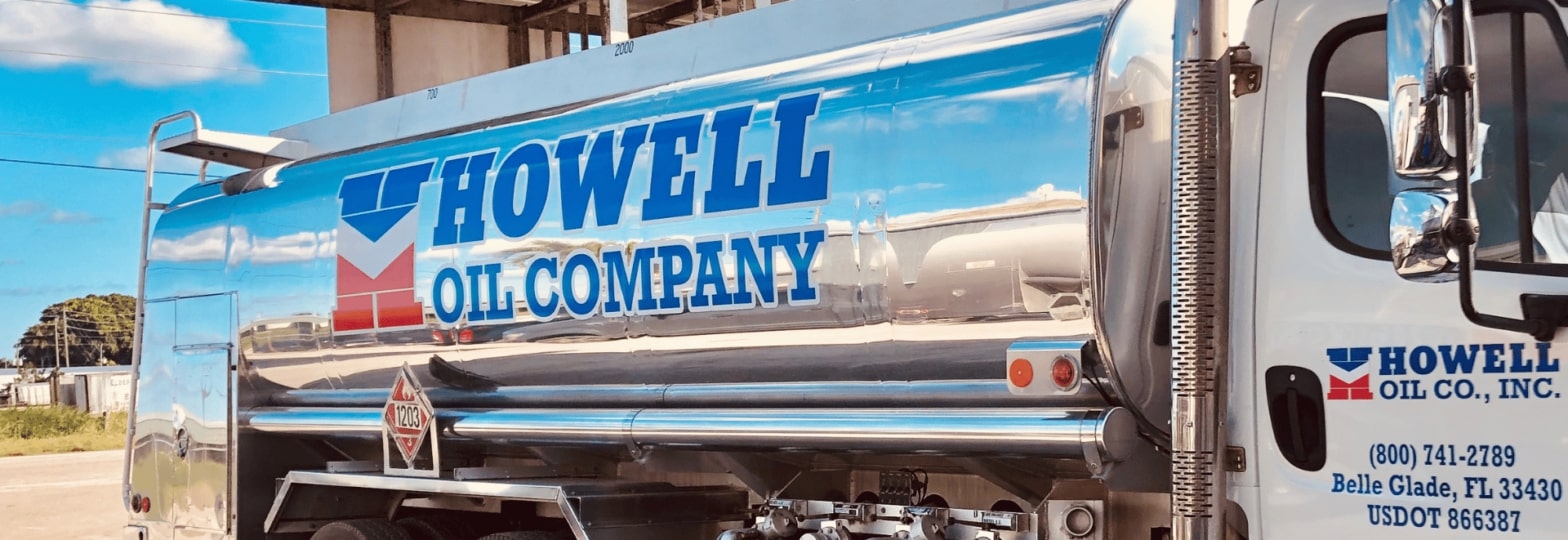 2000
700
HOWELL
OIL COMPANY
1203
3
HOWELL
OIL CO., INC.
(800) 741-2789
Belle Glade, FL 33430
USDOT 866387